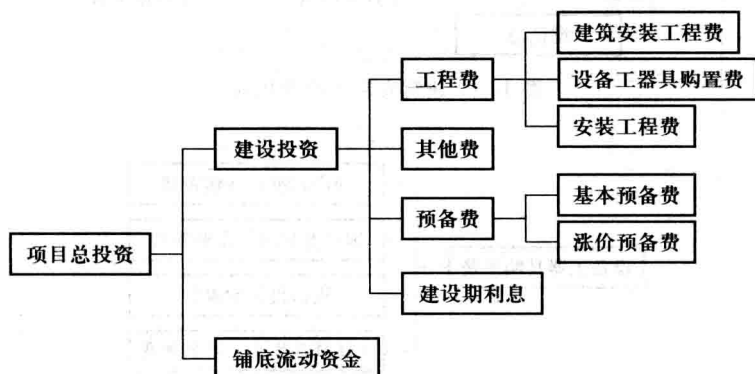 建筑安装工程费
工程费
设备工器具购置费
建设投资
其他费
安装工程费
预备费
基本预备费
项目总投资
涨价预备费
建设期利息
铺底流动资金